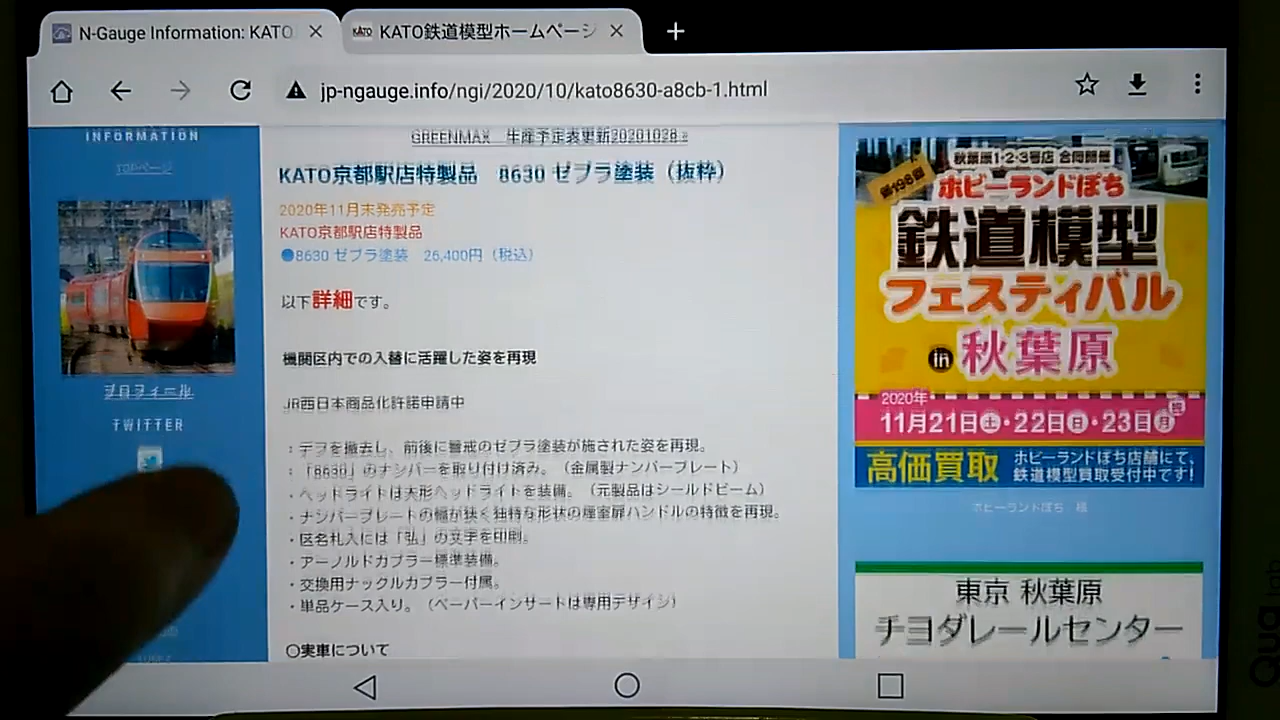 N-Gauge Information: KATO
KATO鉄道模型ホームページ
jp-ngauge.info/ngi/2020/10/kato8630-a8cb-1.html
INFORMATION
TOPページ
プロフィール
TWITTER
GREENMAX 生産予定表更新20201028 »
KATO京都駅店特製品 8630 ゼブラ塗装（抜粋）
2020年11月末発売予定
KATO京都駅店特製品
●8630 ゼブラ塗装 26,400円（税込）
以下詳細です。
機関区内での入替に活躍した姿を再現
JR西日本商品化許諾申請中
・デフを撤去し、前後に警戒のゼブラ塗装が施された姿を再現。
・「8630」のナンバーを取り付け済み。（金属製ナンバープレート）
・ヘッドライトは大形ヘッドライトを装備。（元製品はシールドビーム）
・ナンバープレートの幅が狭く独特な形状の煙室扉ハンドルの特徴を再現。
・区名札入には「弘」の文字を印刷。
・アーノルドカプラー標準装備。
・交換用ナックルカプラー付属。
・単品ケース入り。（ペーパーインサートは専用デザイン）
〇実車について
秋葉原1・2・3号店 合同開催
第198回
ホビーランドぽち
鉄道模型
フェスティバル
in 秋葉原
2020年
11月21日土・22日日・23日月祝
高価買取 ホビーランドぽち店舗にて、
鉄道模型買取受付中です!
ホビーランドぽち 様
東京 秋葉原
チヨダレールセンター
Qua tab